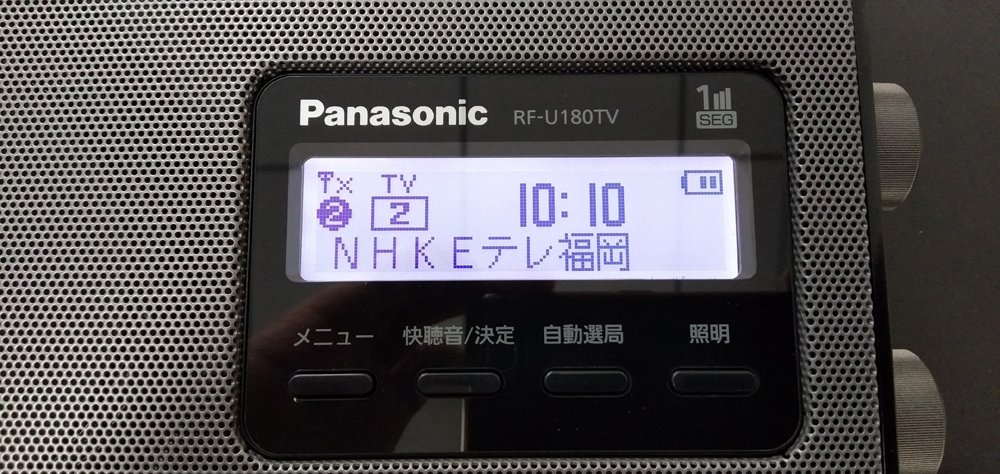 Panasonic RF-U180TV 1 SEG
TV
2 2 10:10
NHKEテレ福岡
メニュー 快聴音/決定 自動選局 照明